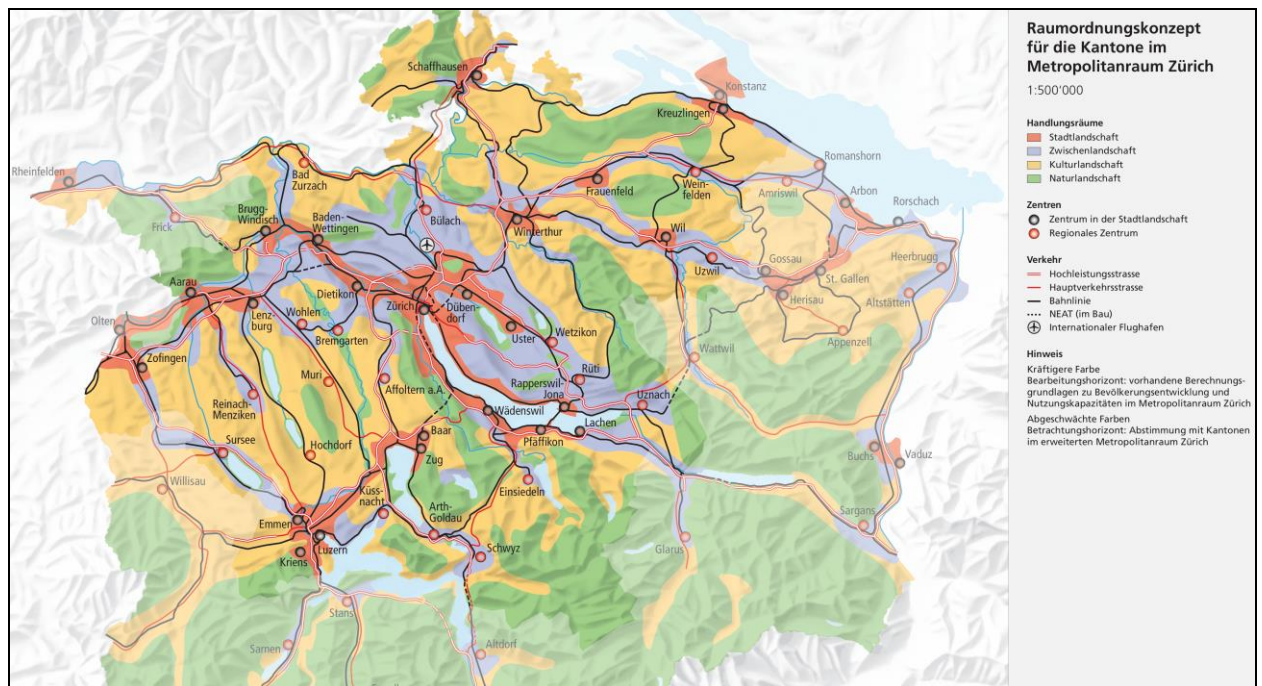 Raumordnungskonzept
für die Kantone im
Metropolitanraum Zürich
1:500'000
Handlungsräume
Stadtlandschaft
Zwischenlandschaft
Kulturlandschaft
Naturlandschaft
Zentren
Zentrum in der Stadtlandschaft
Regionales Zentrum
Verkehr
Hochleistungsstrasse
Hauptverkehrsstrasse
Bahnlinie
NEAT (im Bau)
Internationaler Flughafen
Hinweis
Kräftigere Farbe
Bearbeitungshorizont: vorhandene Berechnungs-
grundlagen zu Bevölkerungsentwicklung und
Nutzungskapazitäten im Metropolitanraum Zürich
Abgeschwächte Farben
Betrachtungshorizont: Abstimmung mit Kantonen
im erweiterten Metropolitanraum Zürich
Schaffhausen
Konstanz
Kreuzlingen
Romanshorn
Rheinfelden
Bad
Zurzach
Frauenfeld
Wein-
felden
Amriswil
Arbon
Rorschach
Frick
Brugg-
Windisch
Baden-
Wettingen
Bülach
Winterthur
Wil
Uzwil
Gossau
St. Gallen
Heerbrugg
Aarau
Dietikon
Zürich
Düben-
dorf
Herisau
Altstätten
Olten
Lenz-
burg
Wohlen
Bremgarten
Uster
Wetzikon
Appenzell
Zofingen
Wattwil
Muri
Affoltern a.A.
Rüti
Rapperswil-
Jona
Uznach
Reinach-
Menziken
Wädenswil
Lachen
Sursee
Hochdorf
Baar
Zug
Pfäffikon
Buchs
Vaduz
Willisau
Küss-
nacht
Einsiedeln
Arth-
Goldau
Sargans
Emmen
Luzern
Kriens
Schwyz
Glarus
Stans
Sarnen
Altdorf